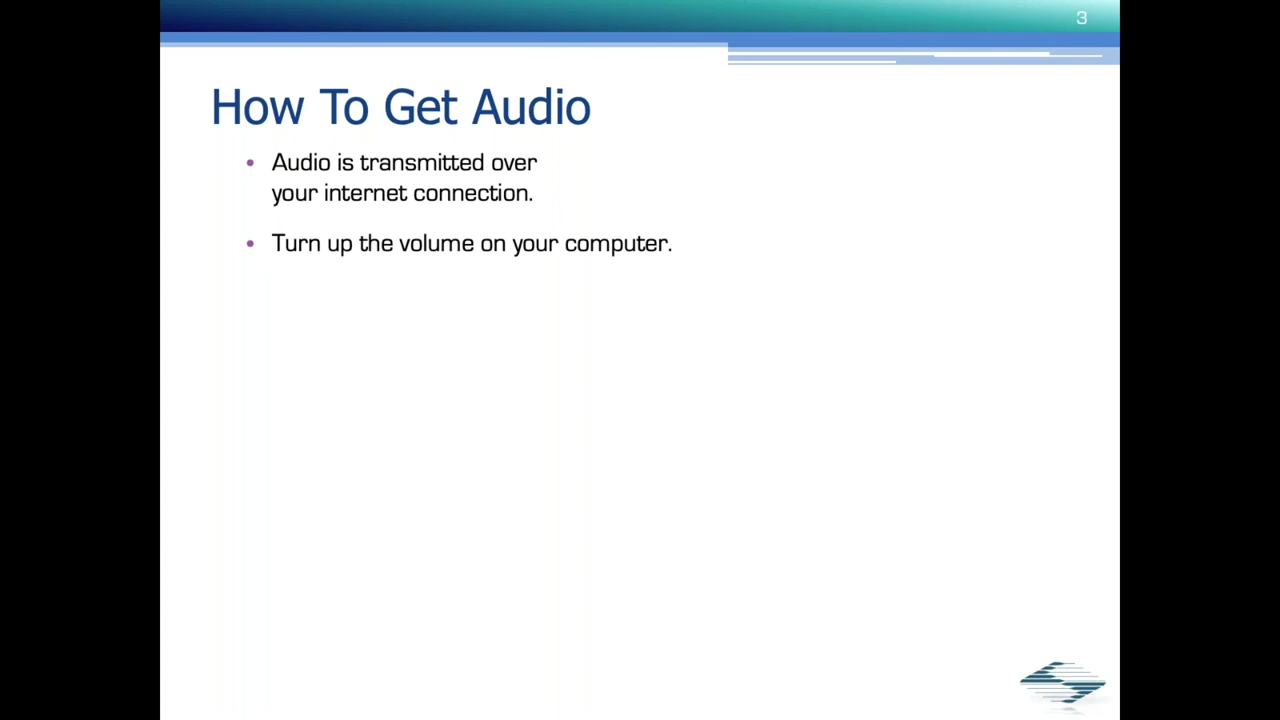 3
How To Get Audio
• Audio is transmitted over
your internet connection.
• Turn up the volume on your computer.